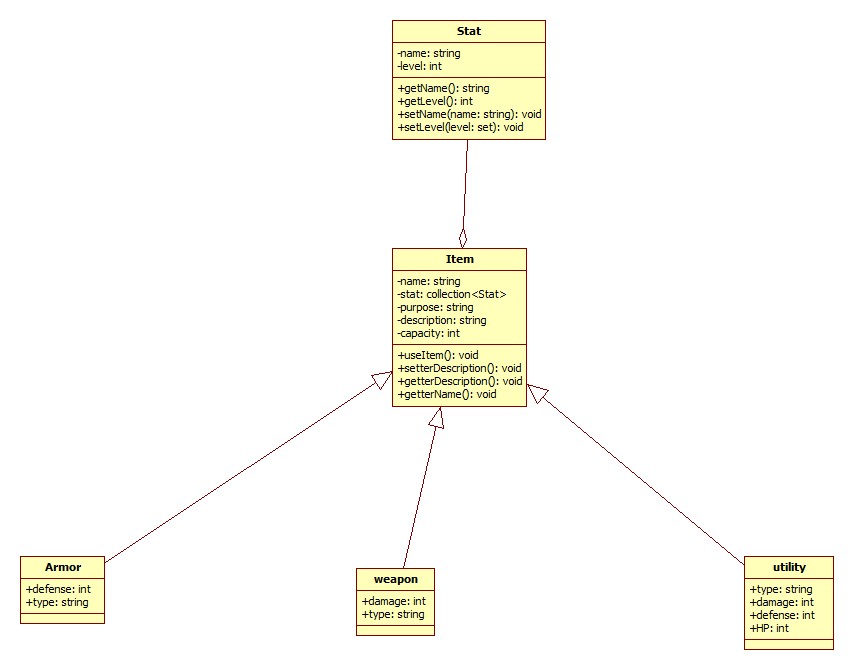 Stat
-name: string
-level: int
+getName(): string
+getLevel(): int
+setName(name: string): void
+setLevel(level: set): void
Item
-name: string
-stat: collection<Stat>
-purpose: string
-description: string
-capacity: int
+useItem(): void
+setterDescription(): void
+getterDescription(): void
+getterName(): void
Armor
+defense: int
+type: string
weapon
+damage: int
+type: string
utility
+type: string
+damage: int
+defense: int
+HP: int